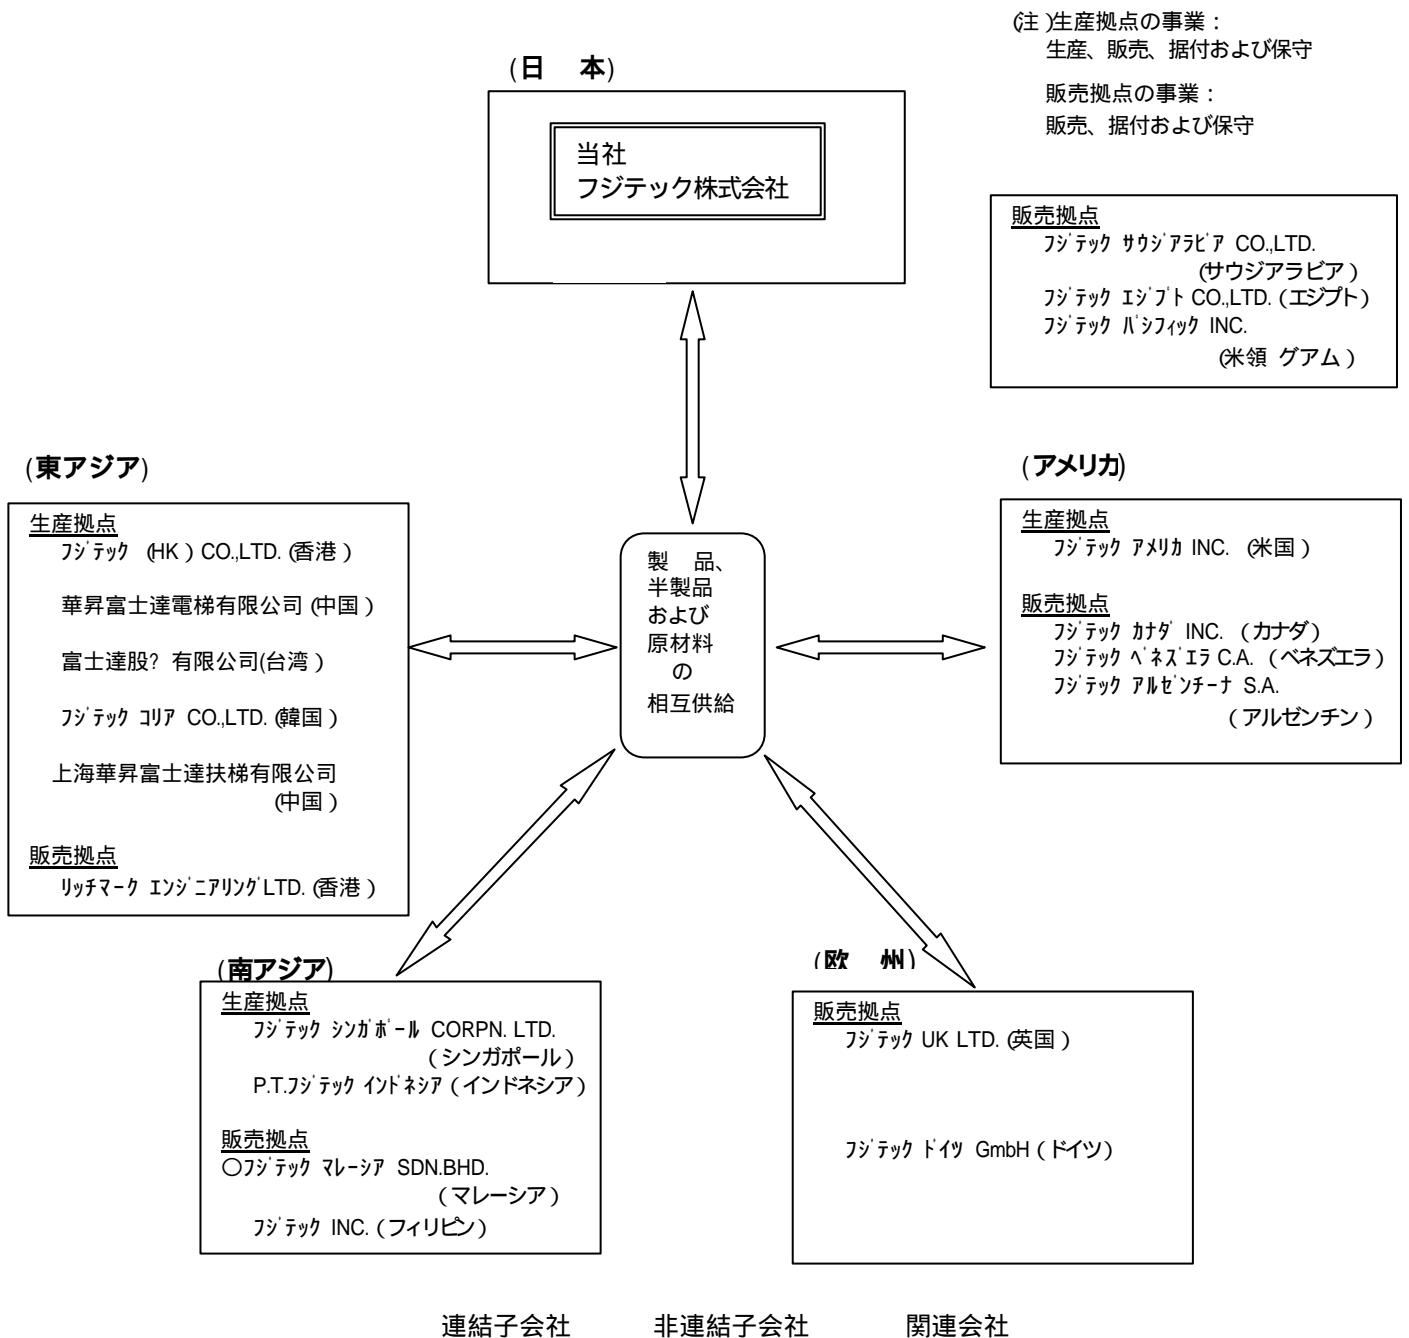 (注)生産拠点の事業：
生産、販売、据付および保守
販売拠点の事業：
販売、据付および保守
(日　本)
当社
フジテック株式会社
販売拠点
ﾌｼﾞﾃｯｸ ｻｳｼﾞｱﾗﾋﾞｱ CO.,LTD.
(サウジアラビア)
ﾌｼﾞﾃｯｸ ｴｼﾞﾌﾟﾄ CO.,LTD. (エジプト)
ﾌｼﾞﾃｯｸ ﾊﾟｼﾌｨｯｸ INC.
(米領 グアム)
(東アジア)
生産拠点
ﾌｼﾞﾃｯｸ (HK) CO.,LTD. (香港)
華昇富士達電梯有限公司 (中国)
富士達股? 有限公司(台湾)
ﾌｼﾞﾃｯｸ ｺﾘｱ CO.,LTD. (韓国)
上海華昇富士達扶梯有限公司
(中国)
販売拠点
ﾘｯﾁﾏｰｸ ｴﾝｼﾞﾆｱﾘﾝｸﾞ LTD. (香港)
製　品、
半製品
および
原材料
の
相互供給
(アメリカ)
生産拠点
ﾌｼﾞﾃｯｸ ｱﾒﾘｶ INC. (米国)
販売拠点
ﾌｼﾞﾃｯｸ ｶﾅﾀﾞ INC. (カナダ)
ﾌｼﾞﾃｯｸ ﾍﾞﾈｽﾞｴﾗ C.A. (ベネズエラ)
ﾌｼﾞﾃｯｸ ｱﾙｾﾞﾝﾁｰﾅ S.A.
(アルゼンチン)
(南アジア)
生産拠点
ﾌｼﾞﾃｯｸ ｼﾝｶﾞﾎﾟｰﾙ CORPN. LTD.
(シンガポール)
P.T.ﾌｼﾞﾃｯｸ ｲﾝﾄﾞﾈｼｱ (インドネシア)
販売拠点
○ﾌｼﾞﾃｯｸ ﾏﾚｰｼｱ SDN.BHD.
(マレーシア)
ﾌｼﾞﾃｯｸ INC. (フィリピン)
(欧　州)
販売拠点
ﾌｼﾞﾃｯｸ UK LTD. (英国)
ﾌｼﾞﾃｯｸ ﾄﾞｲﾂ GmbH (ドイツ)
連結子会社　非連結子会社　関連会社